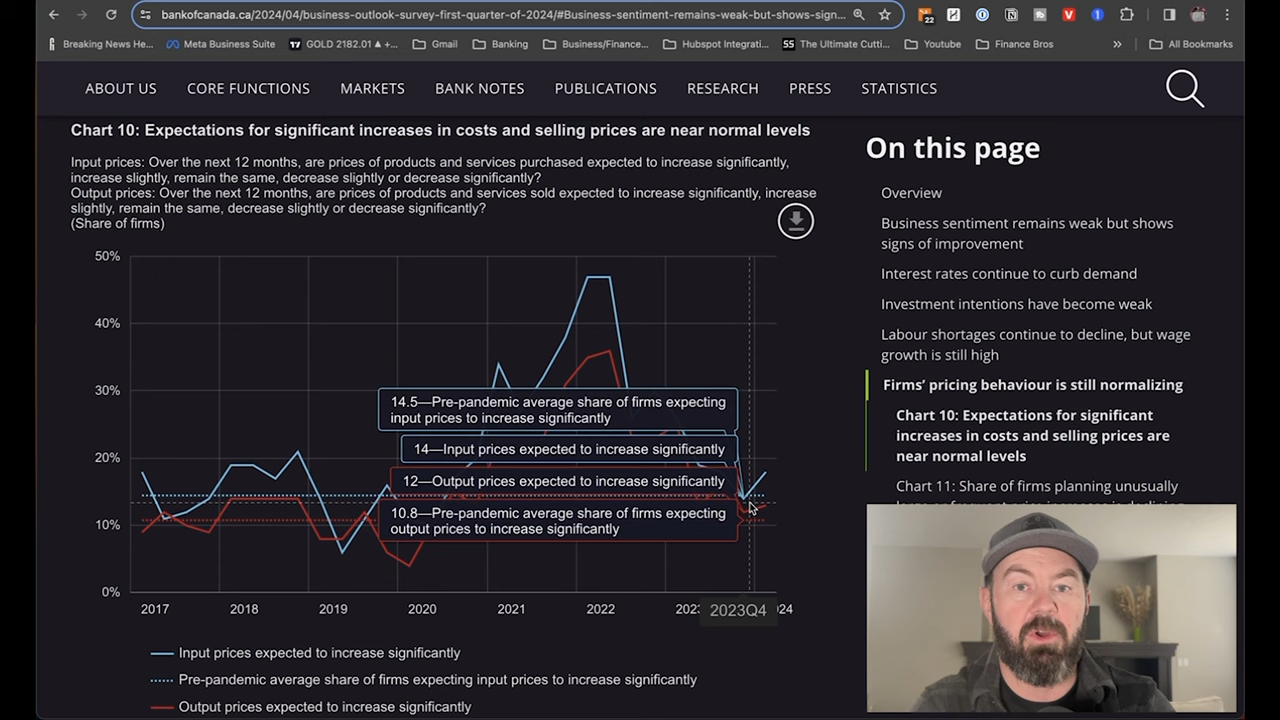 bankofcanada.ca/2024/04/business-outlook-survey-first-quarter-of-2024/#Business-sentiment-remains-weak-but-shows-sign...
22
Breaking News He...
Meta Business Suite
GOLD 2182.01 ▲ +...
Gmail
Banking
Business/Finance...
Hubspot Integrati...
The Ultimate Cutti...
Youtube
Finance Bros
»
All Bookmarks
ABOUT US
CORE FUNCTIONS
MARKETS
BANK NOTES
PUBLICATIONS
RESEARCH
PRESS
STATISTICS
Chart 10: Expectations for significant increases in costs and selling prices are near normal levels
Input prices: Over the next 12 months, are prices of products and services purchased expected to increase significantly,
increase slightly, remain the same, decrease slightly or decrease significantly?
Output prices: Over the next 12 months, are prices of products and services sold expected to increase significantly, increase
slightly, remain the same, decrease slightly or decrease significantly?
(Share of firms)
50%
40%
30%
20%
10%
0%
14.5—Pre-pandemic average share of firms expecting
input prices to increase significantly
14—Input prices expected to increase significantly
12—Output prices expected to increase significantly
10.8—Pre-pandemic average share of firms expecting
output prices to increase significantly
2017
2018
2019
2020
2021
2022
2023Q4
Input prices expected to increase significantly
Pre-pandemic average share of firms expecting input prices to increase significantly
Output prices expected to increase significantly
On this page
Overview
Business sentiment remains weak but shows
signs of improvement
Interest rates continue to curb demand
Investment intentions have become weak
Labour shortages continue to decline, but wage
growth is still high
Firms’ pricing behaviour is still normalizing
Chart 10: Expectations for significant
increases in costs and selling prices are
near normal levels
Chart 11: Share of firms planning unusually